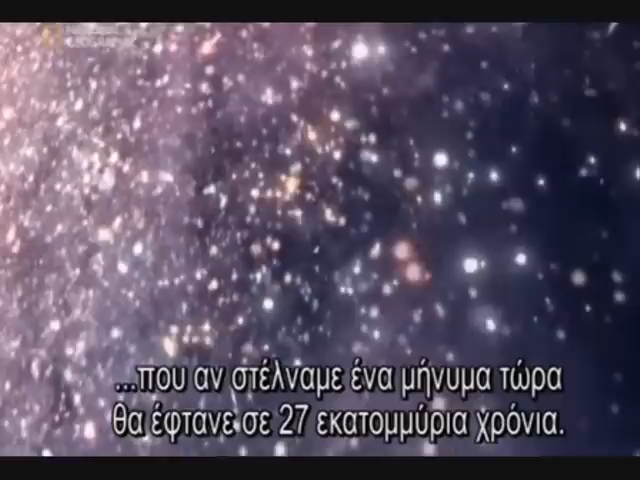 ...που αν στέλναμε ένα μήνυμα τώρα
θα έφτανε σε 27 εκατομμύρια χρόνια.